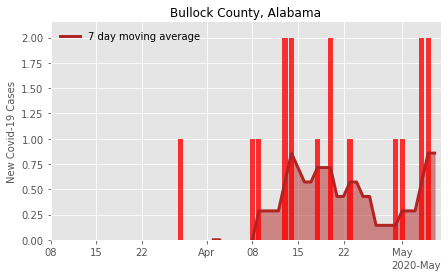 Bullock County, Alabama
7 day moving average
New Covid-19 Cases
2.00
1.75
1.50
1.25
1.00
0.75
0.50
0.25
0.00
08 15 22 Apr 08 15 22 May
2020-May